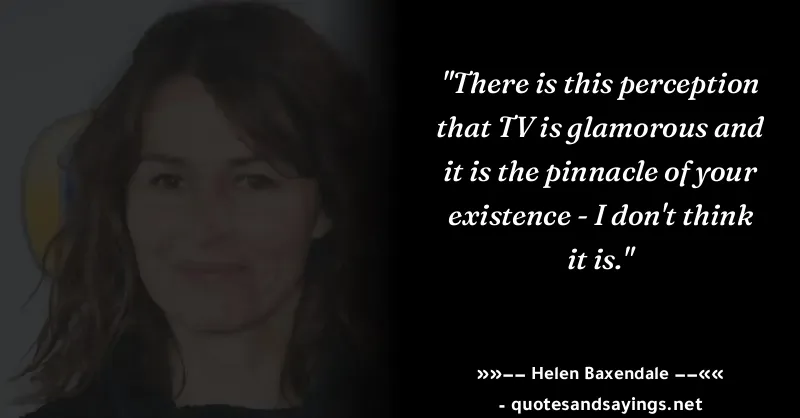 "There is this perception
that TV is glamorous and
it is the pinnacle of your
existence - I don't think
it is."
»»−− Helen Baxendale −−««
- quotesandsayings.net